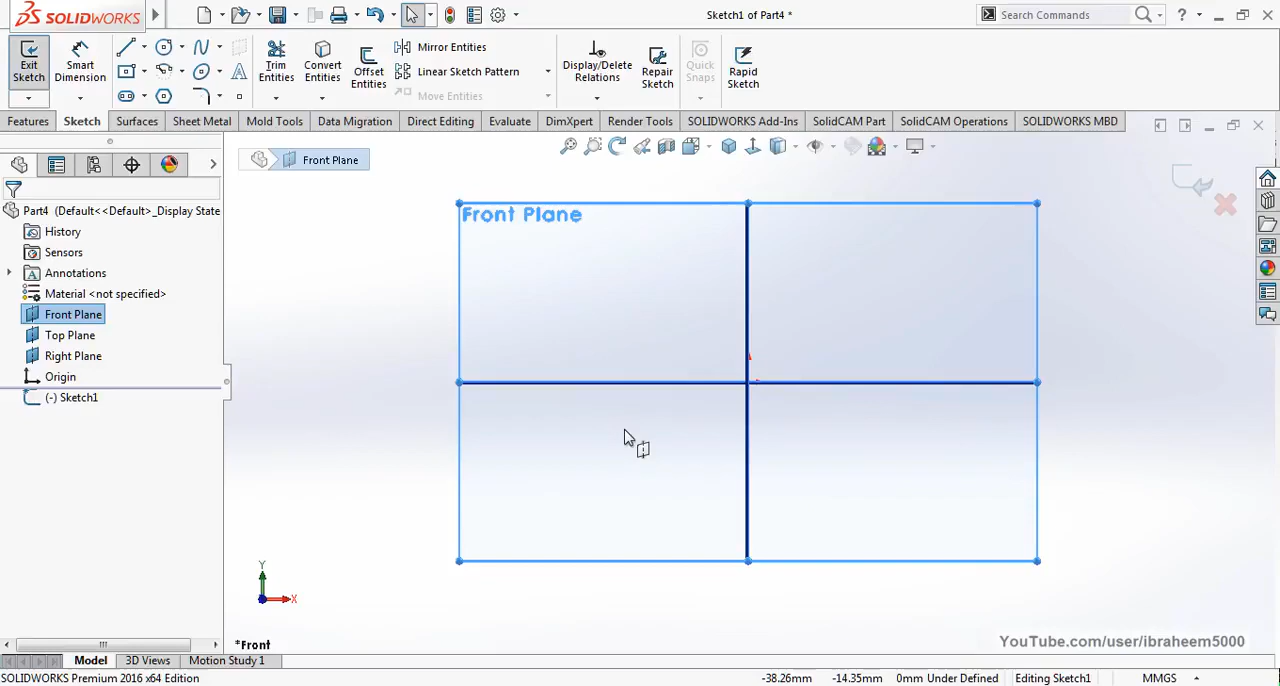 SOLIDWORKS
Sketch1 of Part4 *
Search Commands
Exit Sketch
Smart Dimension
Trim Entities
Convert Entities
Offset Entities
Mirror Entities
Linear Sketch Pattern
Move Entities
Display/Delete Relations
Repair Sketch
Quick Snaps
Rapid Sketch
Features
Sketch
Surfaces
Sheet Metal
Mold Tools
Data Migration
Direct Editing
Evaluate
DimXpert
Render Tools
SOLIDWORKS Add-Ins
SolidCAM Part
SolidCAM Operations
SOLIDWORKS MBD
Front Plane
Part4 (Default<<Default>_Display State
History
Sensors
Annotations
Material <not specified>
Front Plane
Top Plane
Right Plane
Origin
(-) Sketch1
Front Plane
Y
X
*Front
YouTube.com/user/ibraheem5000
Model
3D Views
Motion Study 1
SOLIDWORKS Premium 2016 x64 Edition
-38.26mm
-14.35mm
0mm
Under Defined
Editing Sketch1
MMGS